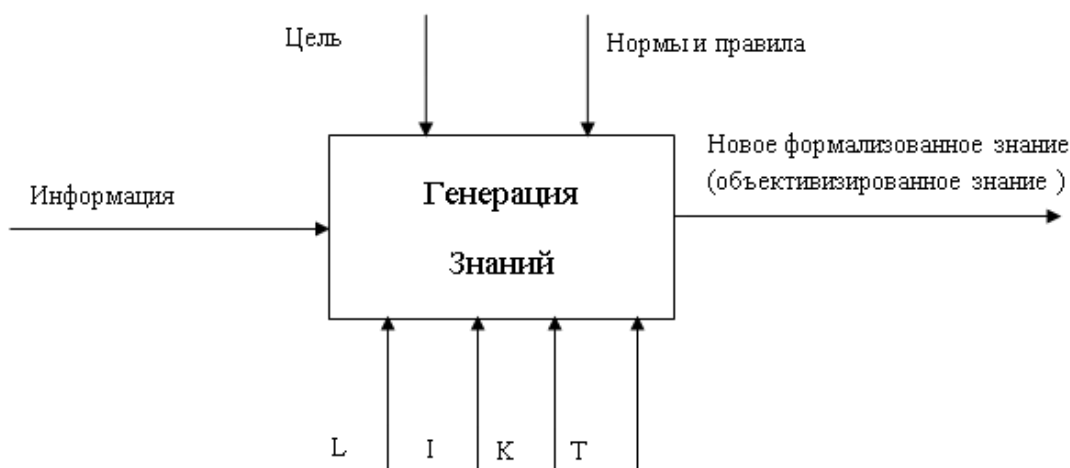 Цель
Нормы и правила
Новое формализованное знание
(объективизированное знание )
Информация
Генерация
Знаний
L I K T